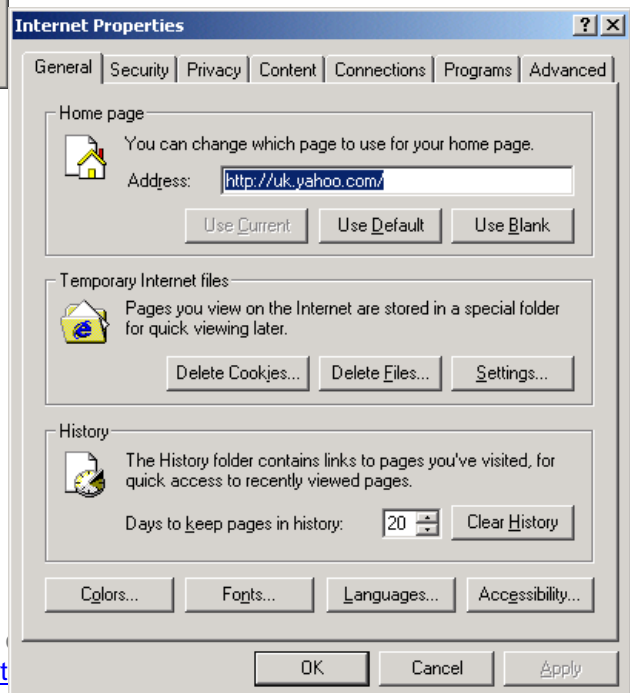 Internet Properties
General Security Privacy Content Connections Programs Advanced
Home page
You can change which page to use for your home page.
Address: http://uk.yahoo.com/
Use Current Use Default Use Blank
Temporary Internet files
Pages you view on the Internet are stored in a special folder
for quick viewing later.
Delete Cookies... Delete Files... Settings...
History
The History folder contains links to pages you've visited, for
quick access to recently viewed pages.
Days to keep pages in history: 20 Clear History
Colors... Fonts... Languages... Accessibility...
OK Cancel Apply